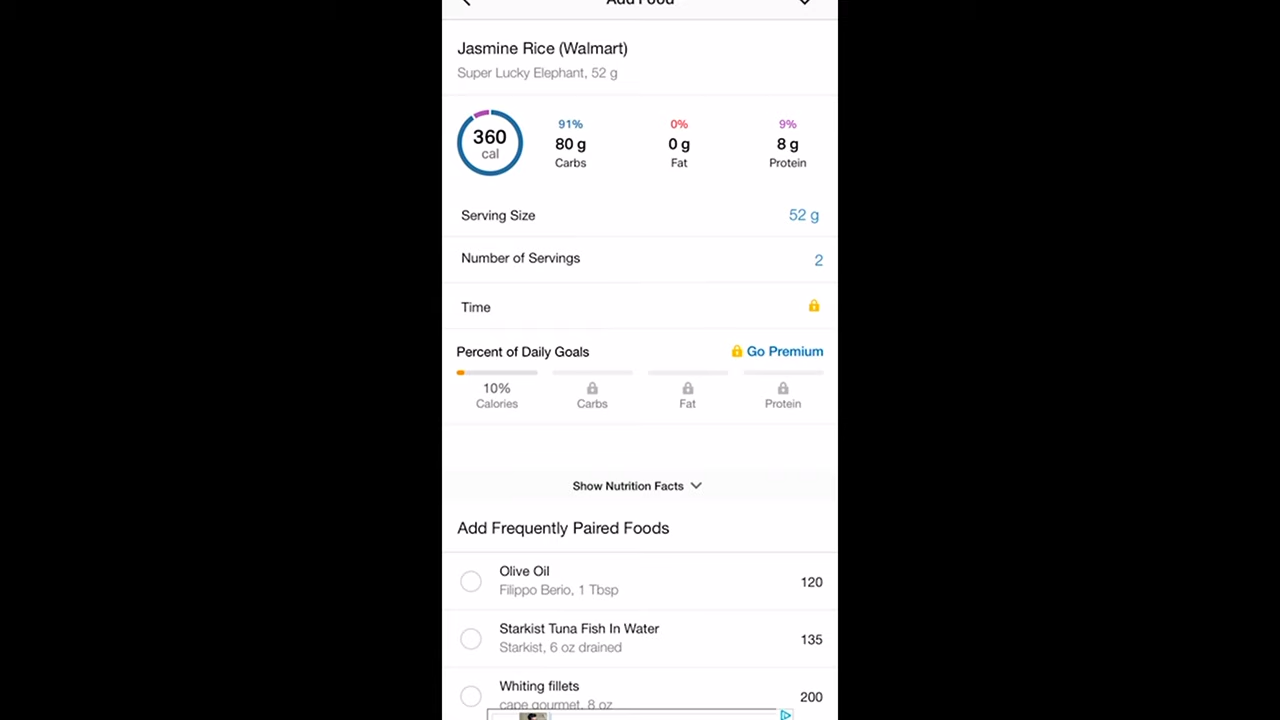 Add Food
Jasmine Rice (Walmart)
Super Lucky Elephant, 52 g
360
cal
91%
80 g
Carbs
0%
0 g
Fat
9%
8 g
Protein
Serving Size
52 g
Number of Servings
2
Time
Percent of Daily Goals
Go Premium
10%
Calories
Carbs
Fat
Protein
Show Nutrition Facts
Add Frequently Paired Foods
Olive Oil
Filippo Berio, 1 Tbsp
120
Starkist Tuna Fish In Water
Starkist, 6 oz drained
135
Whiting fillets
cape gourmet, 8 oz
200